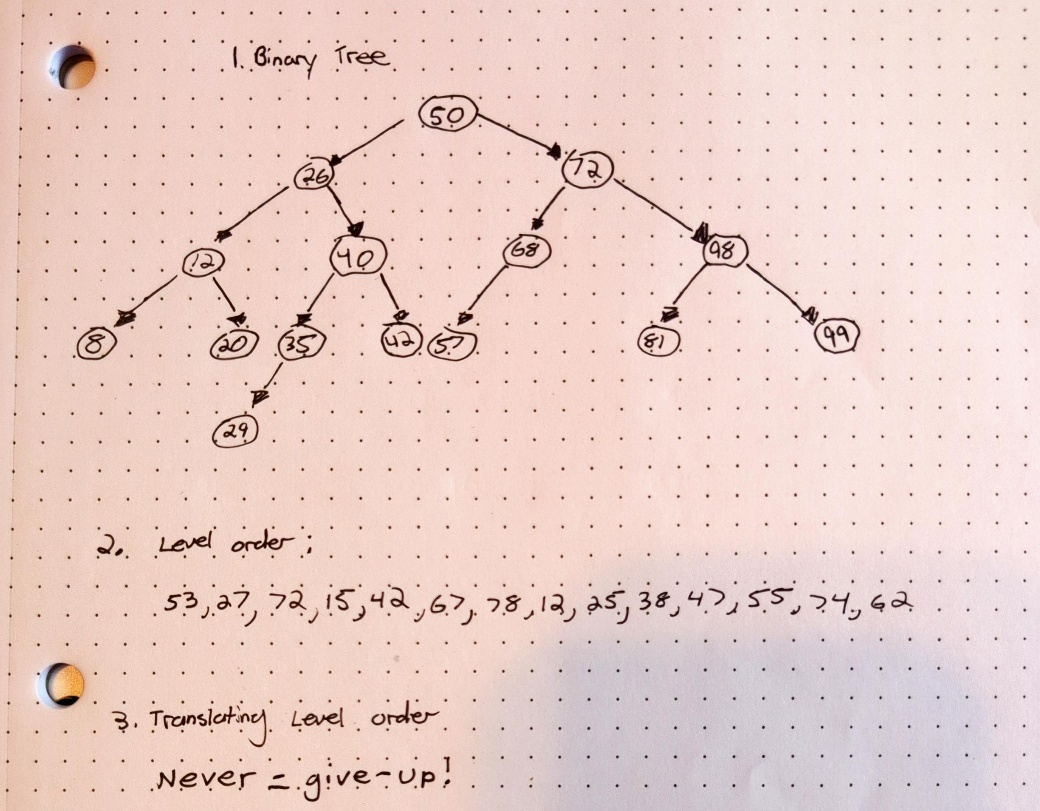 1. Binary Tree
50
26 72
12 40 68 98
8 20 35 42 57 81 99
29
2. Level order;
53, 27, 72, 15, 42, 67, 78, 12, 25, 38, 47, 55, 74, 62
3. Translating Level order
Never = give-up!